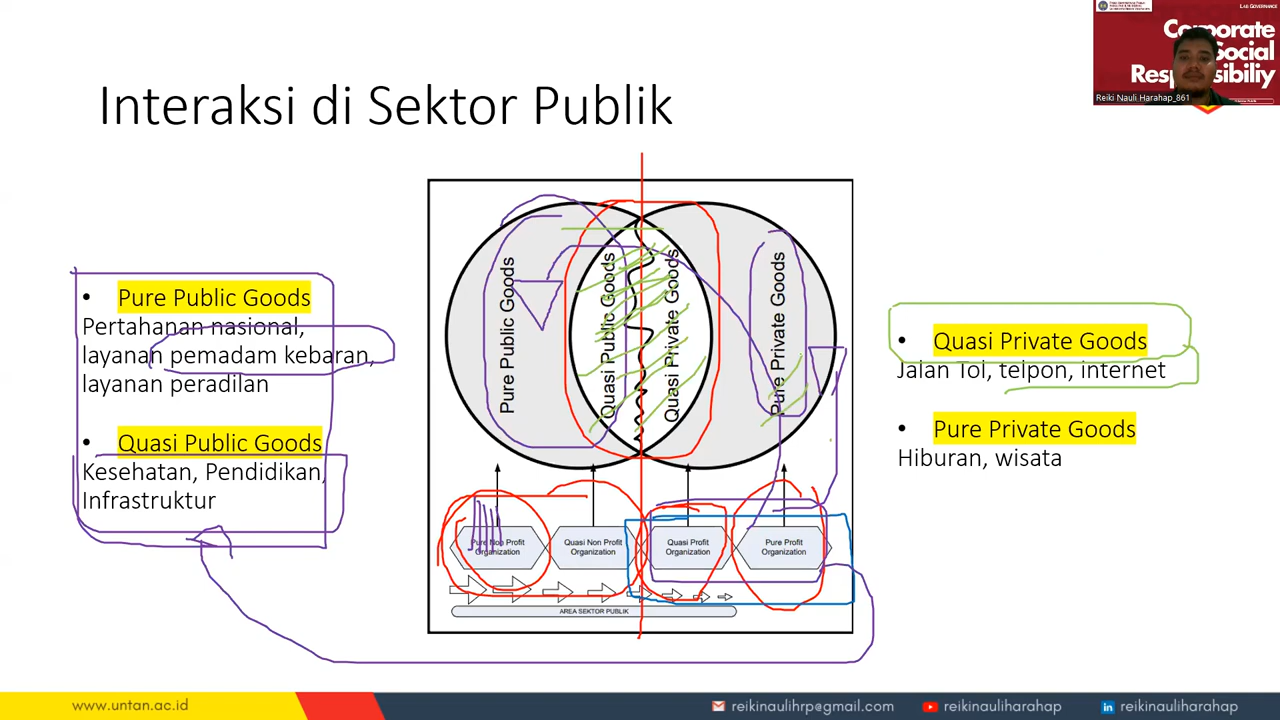 LAB GOVERNANCE
Corporate
Social
Responsibiliy
Reiki Nauli Harahap_861
Interaksi di Sektor Publik
• Pure Public Goods
Pertahanan nasional,
layanan pemadam kebaran,
layanan peradilan
• Quasi Public Goods
Kesehatan, Pendidikan,
Infrastruktur
Pure Public Goods
Quasi Public Goods
Quasi Private Goods
Pure Private Goods
Pure Non Profit
Organization
Quasi Non Profit
Organization
Quasi Profit
Organization
Pure Profit
Organization
AREA SEKTOR PUBLIK
• Quasi Private Goods
Jalan Tol, telpon, internet
• Pure Private Goods
Hiburan, wisata
www.untan.ac.id
reikinaulihrp@gmail.com
reikinauliharahap
reikinauliharahap